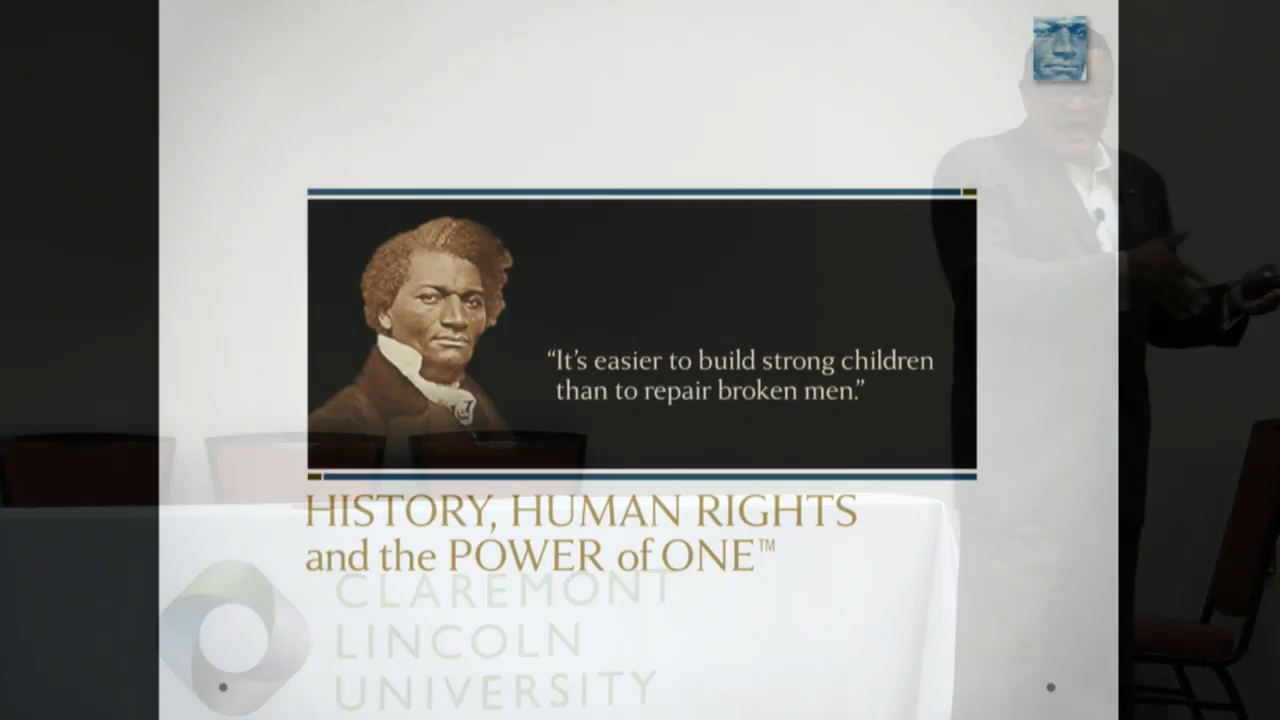 “It’s easier to build strong children
than to repair broken men.”
HISTORY, HUMAN RIGHTS
and the POWER of ONE™
CLAREMONT
LINCOLN
UNIVERSITY